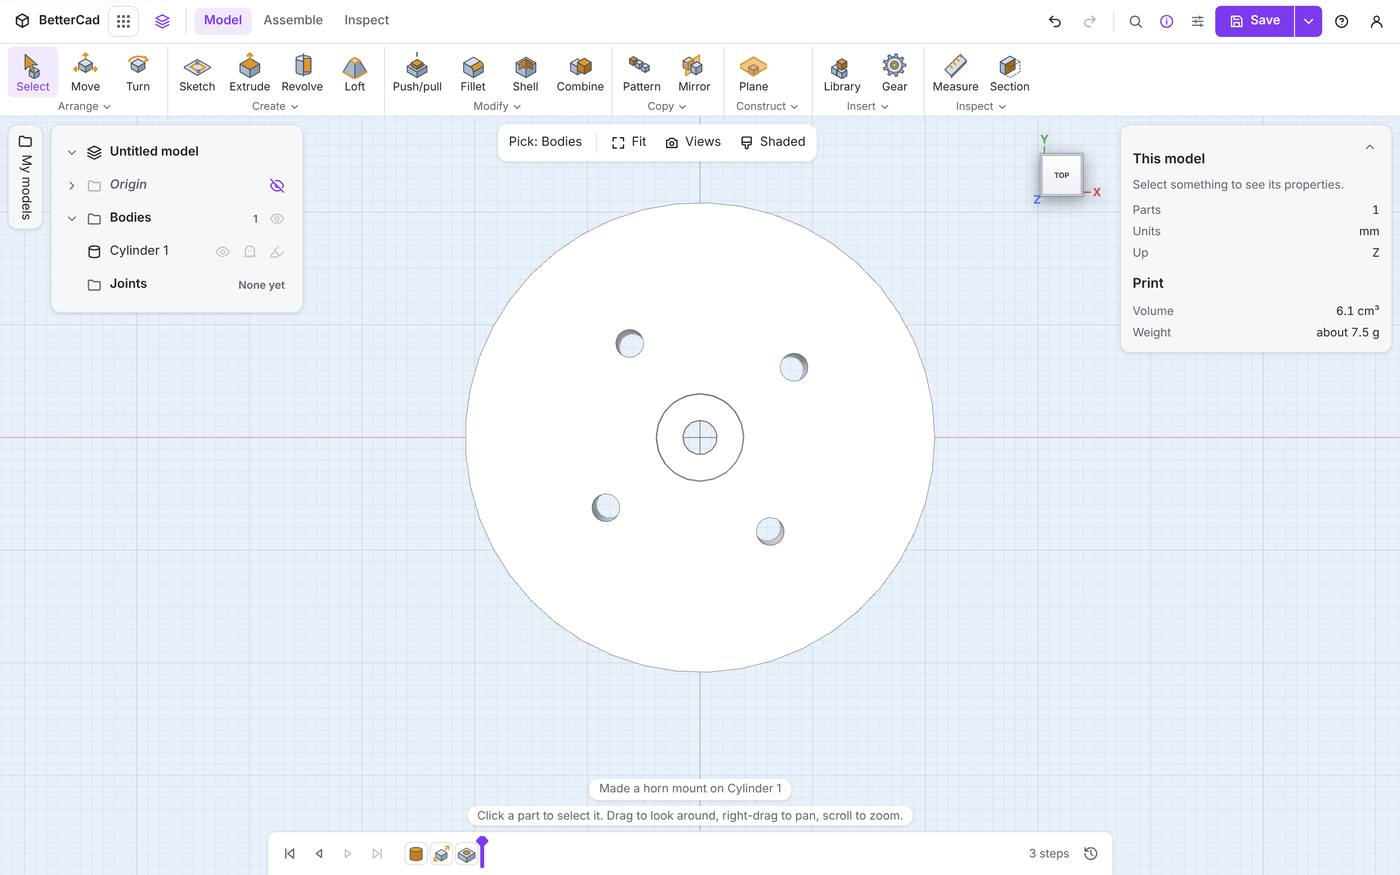 BetterCad
Model
Assemble
Inspect
Save
Select
Move
Turn
Sketch
Extrude
Revolve
Loft
Push/pull
Fillet
Shell
Combine
Pattern
Mirror
Plane
Library
Gear
Measure
Section
Arrange
Create
Modify
Copy
Construct
Insert
Inspect
My models
Untitled model
Origin
Bodies 1
Cylinder 1
Joints None yet
Pick: Bodies
Fit
Views
Shaded
Y
TOP
X
Z
This model
Select something to see its properties.
Parts 1
Units mm
Up Z
Print
Volume 6.1 cm³
Weight about 7.5 g
Made a horn mount on Cylinder 1
Click a part to select it. Drag to look around, right-drag to pan, scroll to zoom.
3 steps